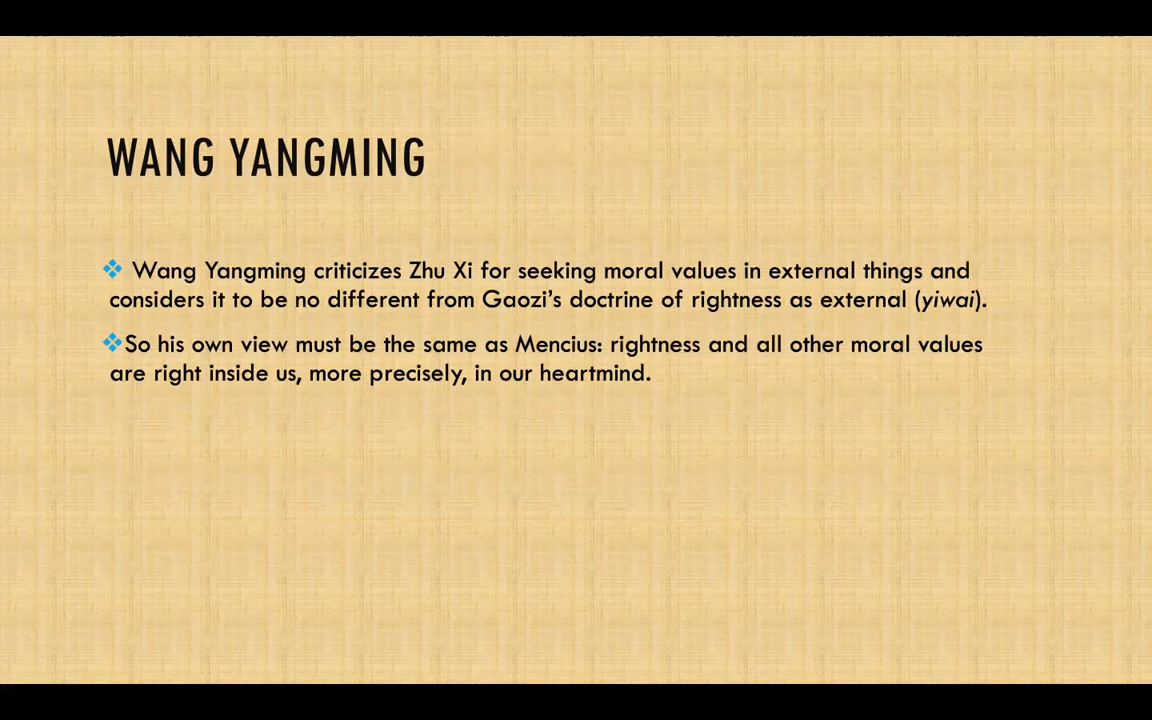 WANG YANGMING
❖ Wang Yangming criticizes Zhu Xi for seeking moral values in external things and
considers it to be no different from Gaozi's doctrine of rightness as external (yiwai).
❖So his own view must be the same as Mencius: rightness and all other moral values
are right inside us, more precisely, in our heartmind.